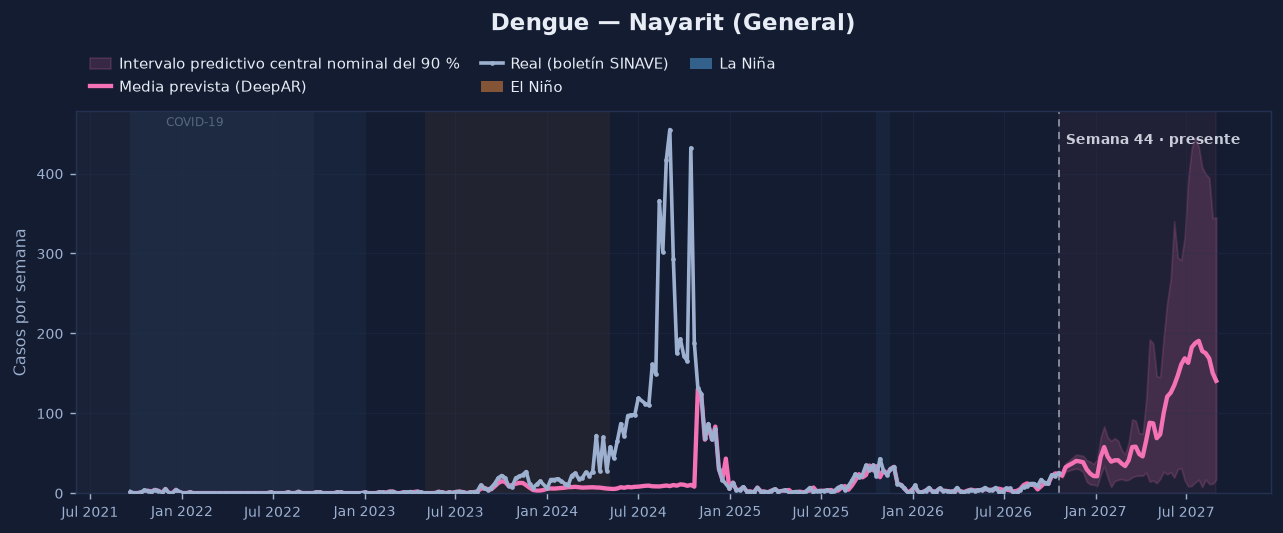 Dengue — Nayarit (General)
Intervalo predictivo central nominal del 90 %
Media prevista (DeepAR)
Real (boletín SINAVE)
El Niño
La Niña
COVID-19
Semana 44 · presente
Casos por semana
400
300
200
100
0
Jul 2021
Jan 2022
Jul 2022
Jan 2023
Jul 2023
Jan 2024
Jul 2024
Jan 2025
Jul 2025
Jan 2026
Jul 2026
Jan 2027
Jul 2027